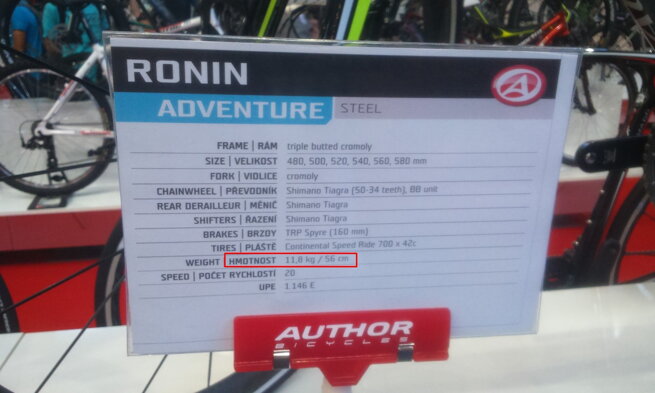 RONIN
ADVENTURE STEEL
FRAME | RÁM triple butted cromoly
SIZE | VELIKOST 480, 500, 520, 540, 560, 580 mm
FORK | VIDLICE cromoly
CHAINWHEEL | PŘEVODNÍK Shimano Tiagra (50-34 teeth), BB unit
REAR DERAILLEUR | MĚNIČ Shimano Tiagra
SHIFTERS | ŘAZENÍ Shimano Tiagra
BRAKES | BRZDY TRP Spyre (160 mm)
TIRES | PLÁŠTĚ Continental Speed Ride 700 x 42c
WEIGHT | HMOTNOST 11,8 kg / 56 cm
SPEED | POČET RYCHLOSTÍ 20
UPE 1 146 €
AUTHOR
BICYCLES